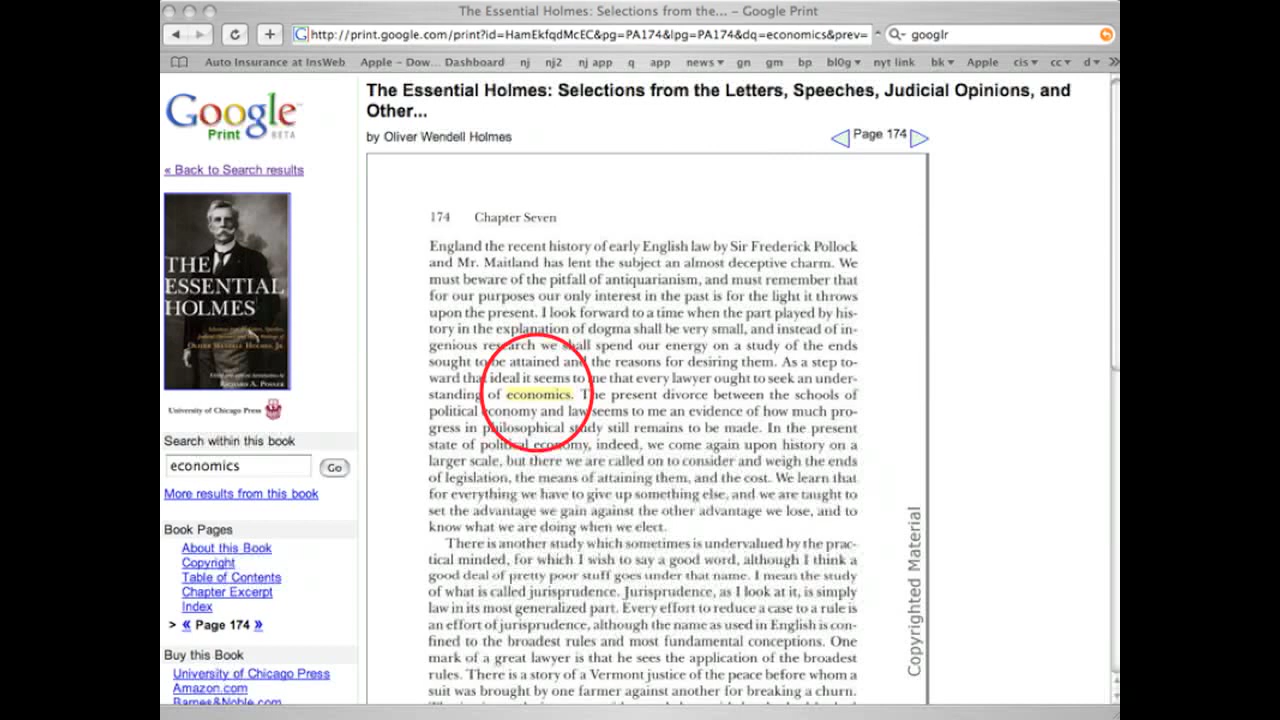 The Essential Holmes: Selections from the... – Google Print
http://print.google.com/print?id=HamEkfqdMcEC&pg=PA174&lpg=PA174&dq=economics&prev=
googlr
Auto Insurance at InsWeb Apple – Dow... Dashboard nj nj2 nj app q app news gn gm bp bl0g nyt link bk Apple cis cc d
Google
Print BETA
« Back to Search results
THE
ESSENTIAL
HOLMES
OLIVER WENDELL HOLMES, JR.
RICHARD A. POSNER
University of Chicago Press
Search within this book
economics
Go
More results from this book
Book Pages
About this Book
Copyright
Table of Contents
Chapter Excerpt
Index
> « Page 174 »
Buy this Book
University of Chicago Press
Amazon.com
Barnes&Noble.com
The Essential Holmes: Selections from the Letters, Speeches, Judicial Opinions, and
Other...
by Oliver Wendell Holmes
Page 174
174 Chapter Seven
England the recent history of early English law by Sir Frederick Pollock
and Mr. Maitland has lent the subject an almost deceptive charm. We
must beware of the pitfall of antiquarianism, and must remember that
for our purposes our only interest in the past is for the light it throws
upon the present. I look forward to a time when the part played by his-
tory in the explanation of dogma shall be very small, and instead of in-
genious research we shall spend our energy on a study of the ends
sought to be attained and the reasons for desiring them. As a step to-
ward that ideal it seems to me that every lawyer ought to seek an under-
standing of economics. The present divorce between the schools of
political economy and law seems to me an evidence of how much pro-
gress in philosophical study still remains to be made. In the present
state of political economy, indeed, we come again upon history on a
larger scale, but there we are called on to consider and weigh the ends
of legislation, the means of attaining them, and the cost. We learn that
for everything we have to give up something else, and we are taught to
set the advantage we gain against the other advantage we lose, and to
know what we are doing when we elect.
There is another study which sometimes is undervalued by the prac-
tical minded, for which I wish to say a good word, although I think a
good deal of pretty poor stuff goes under that name. I mean the study
of what is called jurisprudence. Jurisprudence, as I look at it, is simply
law in its most generalized part. Every effort to reduce a case to a rule is
an effort of jurisprudence, although the name as used in English is con-
fined to the broadest rules and most fundamental conceptions. One
mark of a great lawyer is that he sees the application of the broadest
rules. There is a story of a Vermont justice of the peace before whom a
suit was brought by one farmer against another for breaking a churn.
Copyrighted Material